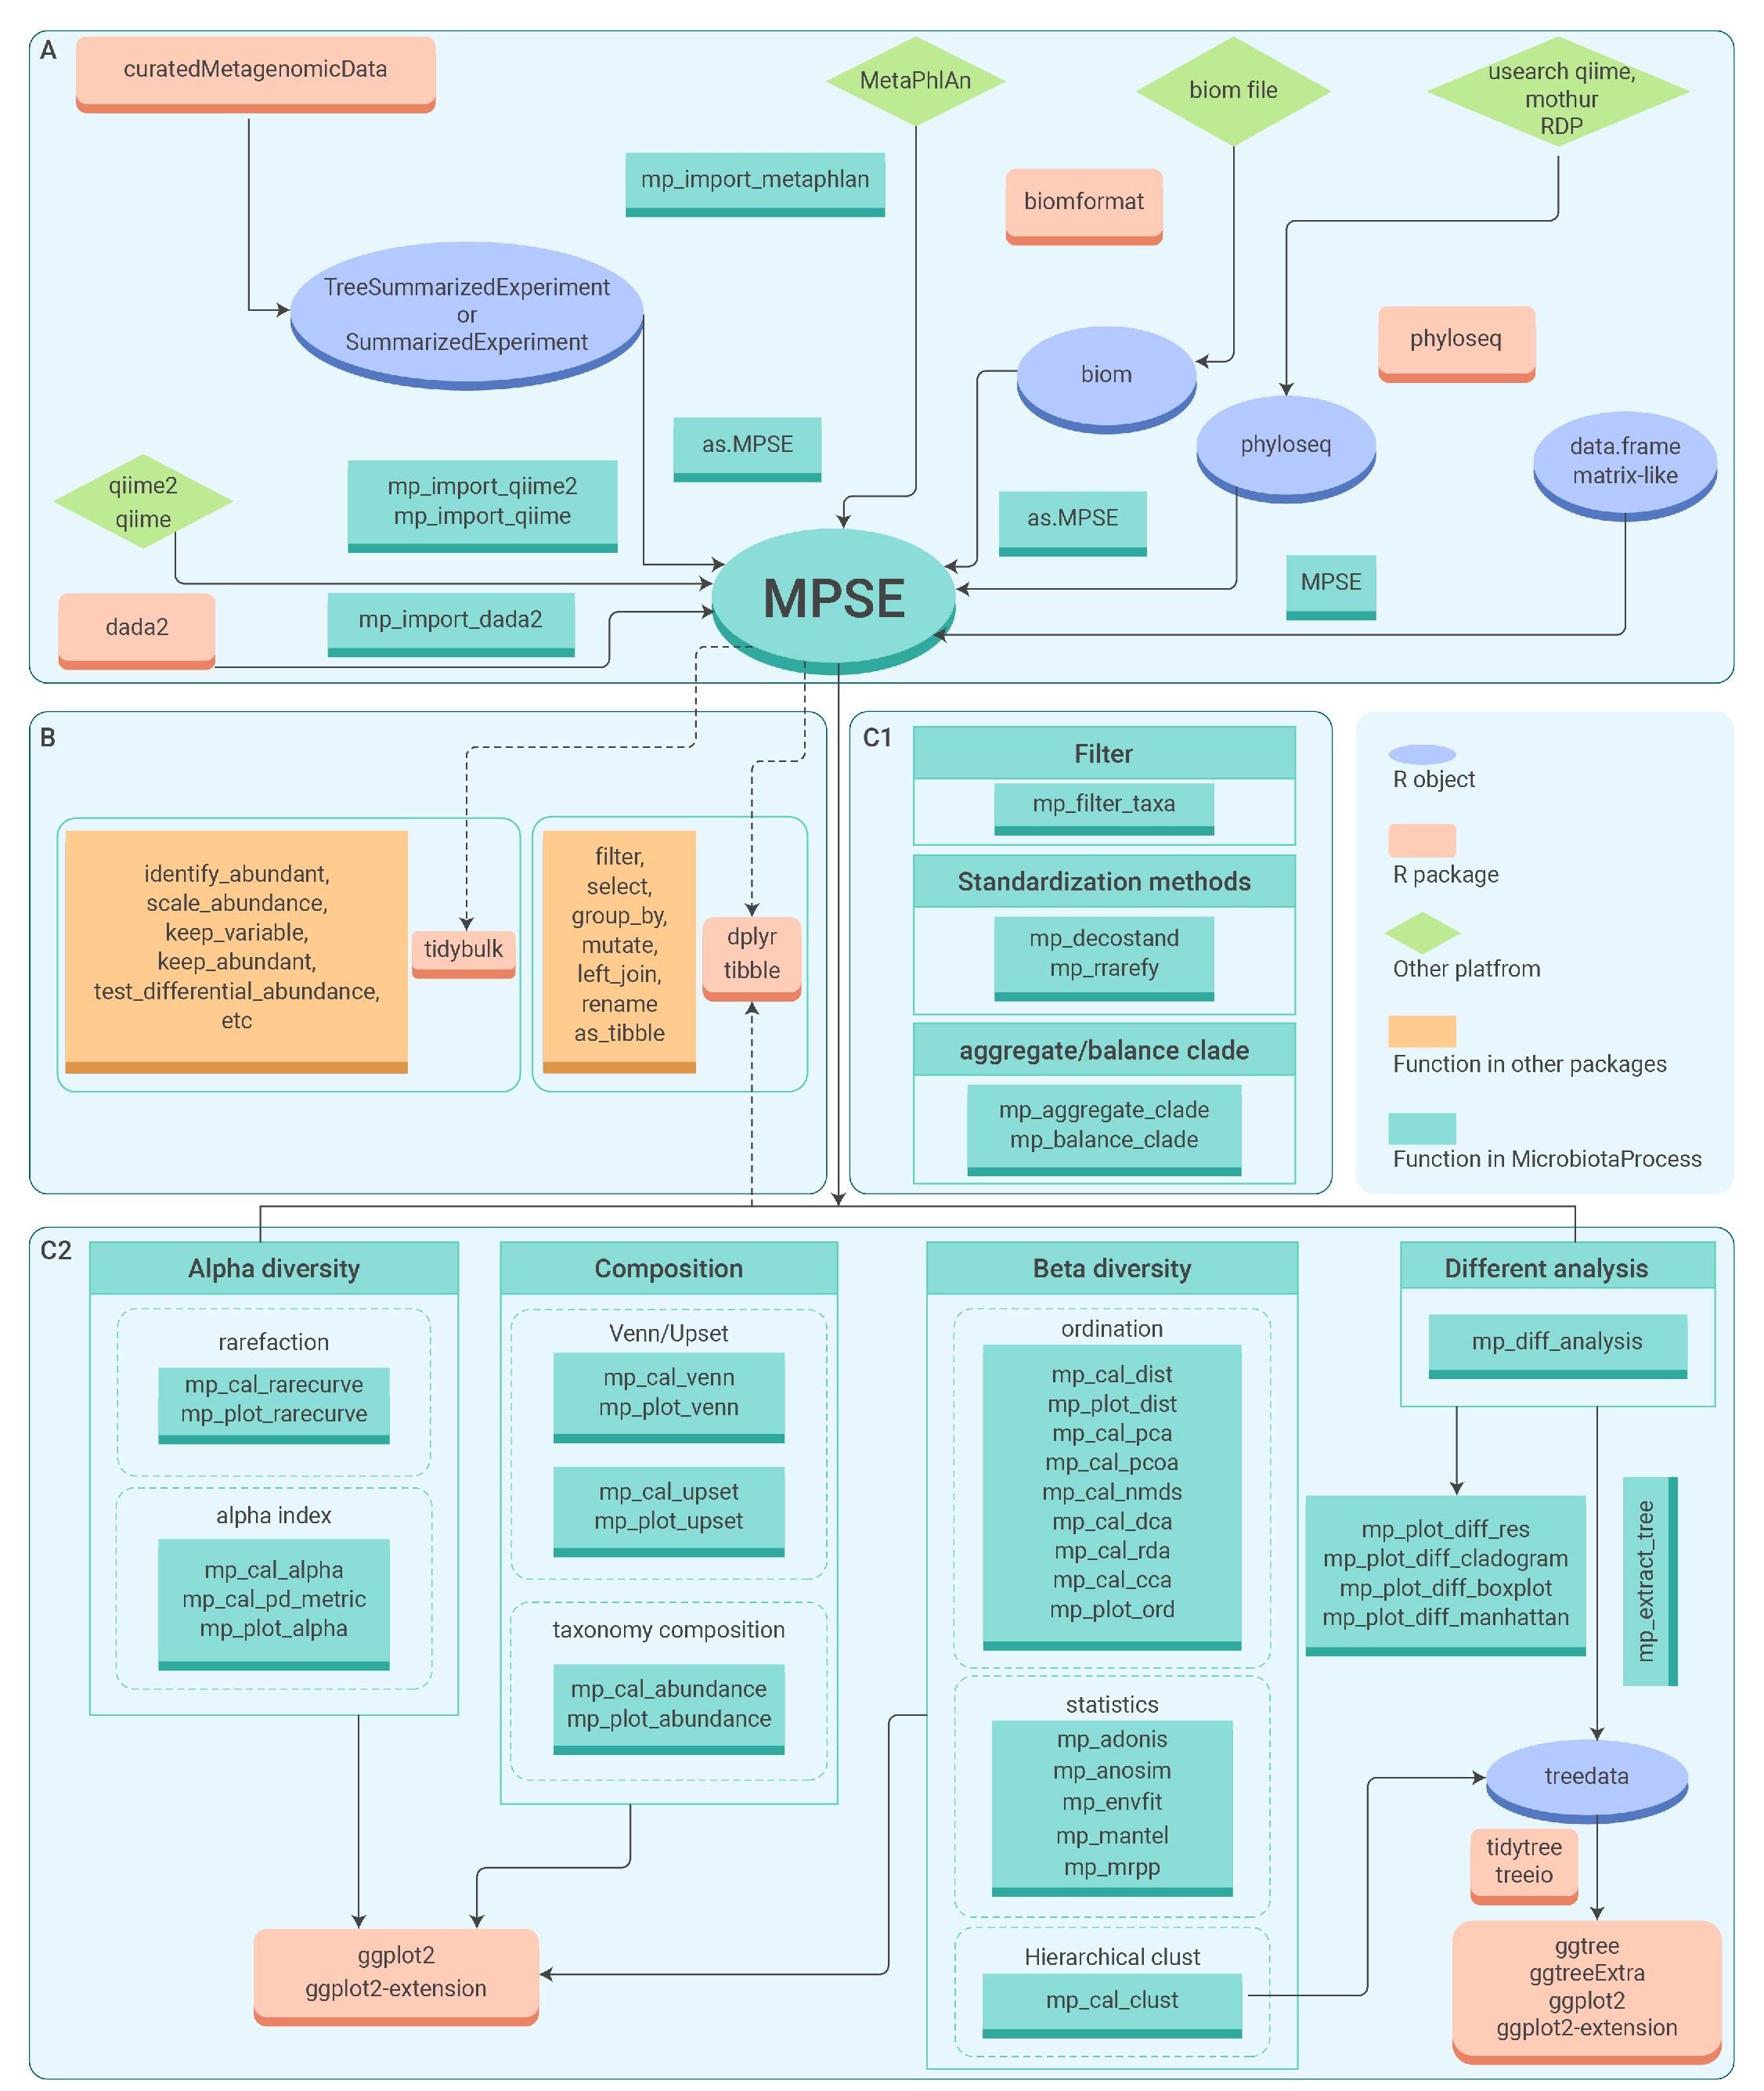 A
curatedMetagenomicData
MetaPhlAn
biom file
usearch qiime,
mothur
RDP
mp_import_metaphlan
biomformat
TreeSummarizedExperiment
or
SummarizedExperiment
phyloseq
biom
as.MPSE
phyloseq
data.frame
matrix-like
qiime2
qiime
mp_import_qiime2
mp_import_qiime
as.MPSE
MPSE
MPSE
dada2
mp_import_dada2
B
identify_abundant,
scale_abundance,
keep_variable,
keep_abundant,
test_differential_abundance,
etc
tidybulk
filter,
select,
group_by,
mutate,
left_join,
rename
as_tibble
dplyr
tibble
C1
Filter
mp_filter_taxa
Standardization methods
mp_decostand
mp_rrarefy
aggregate/balance clade
mp_aggregate_clade
mp_balance_clade
R object
R package
Other platfrom
Function in other packages
Function in MicrobiotaProcess
C2
Alpha diversity
rarefaction
mp_cal_rarecurve
mp_plot_rarecurve
alpha index
mp_cal_alpha
mp_cal_pd_metric
mp_plot_alpha
Composition
Venn/Upset
mp_cal_venn
mp_plot_venn
mp_cal_upset
mp_plot_upset
taxonomy composition
mp_cal_abundance
mp_plot_abundance
Beta diversity
ordination
mp_cal_dist
mp_plot_dist
mp_cal_pca
mp_cal_pcoa
mp_cal_nmds
mp_cal_dca
mp_cal_rda
mp_cal_cca
mp_plot_ord
statistics
mp_adonis
mp_anosim
mp_envfit
mp_mantel
mp_mrpp
Hierarchical clust
mp_cal_clust
Different analysis
mp_diff_analysis
mp_plot_diff_res
mp_plot_diff_cladogram
mp_plot_diff_boxplot
mp_plot_diff_manhattan
mp_extract_tree
treedata
tidytree
treeio
ggtree
ggtreeExtra
ggplot2
ggplot2-extension
ggplot2
ggplot2-extension